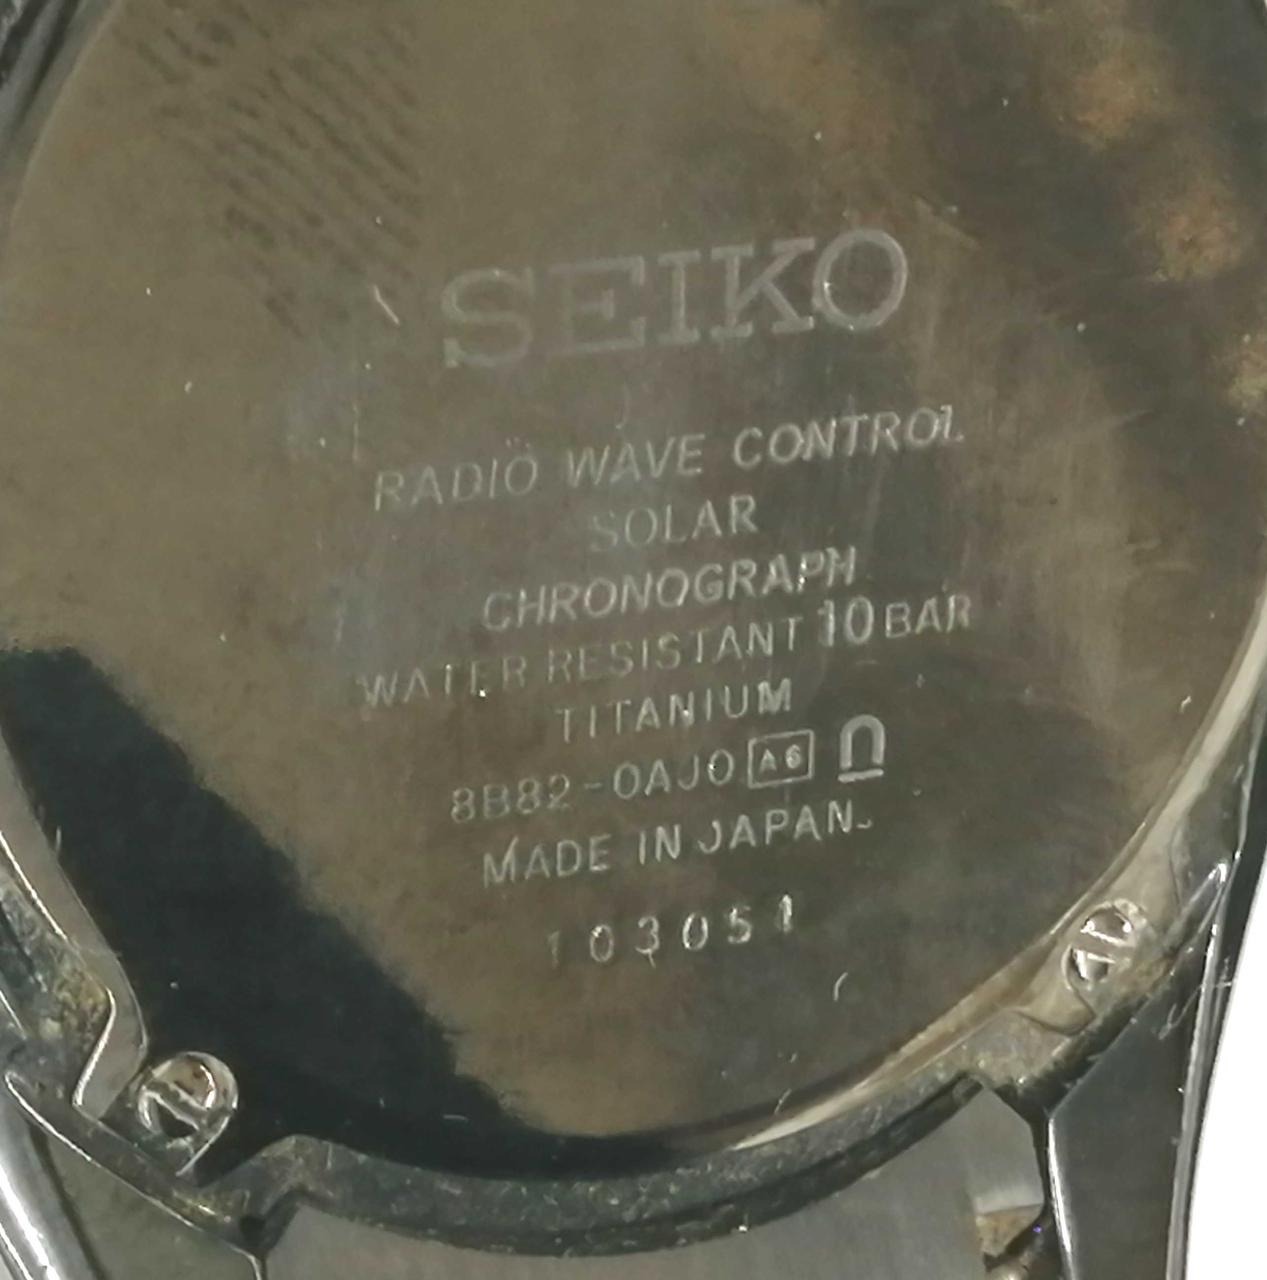 SEIKO
RADIO WAVE CONTROL
SOLAR
CHRONOGRAPH
WATER RESISTANT 10 BAR
TITANIUM
8B82-0AJ0 A6
MADE IN JAPAN
103051